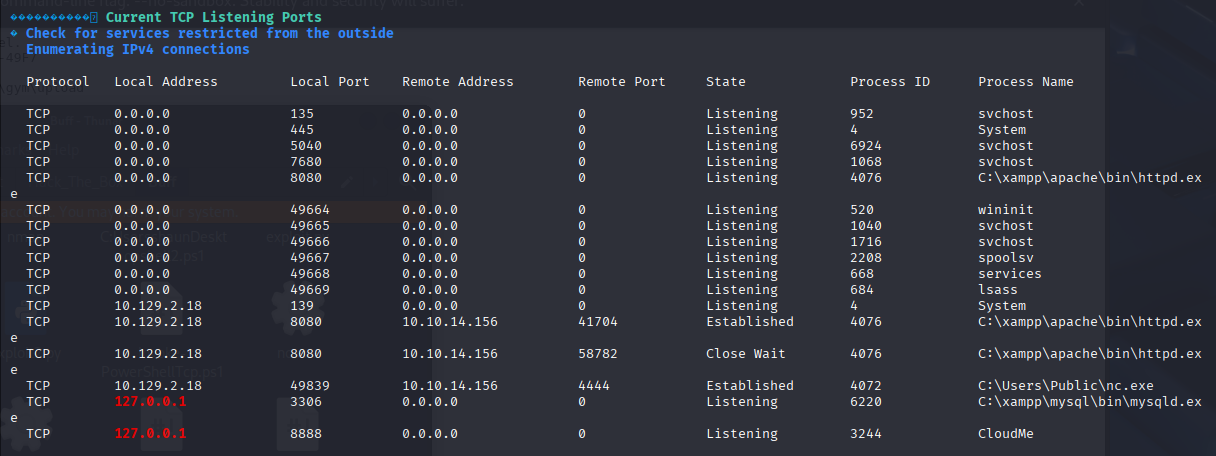 Current TCP Listening Ports
Check for services restricted from the outside
Enumerating IPv4 connections
Protocol Local Address Local Port Remote Address Remote Port State Process ID Process Name
TCP 0.0.0.0 135 0.0.0.0 0 Listening 952 svchost
TCP 0.0.0.0 445 0.0.0.0 0 Listening 4 System
TCP 0.0.0.0 5040 0.0.0.0 0 Listening 6924 svchost
TCP 0.0.0.0 7680 0.0.0.0 0 Listening 1068 svchost
TCP 0.0.0.0 8080 0.0.0.0 0 Listening 4076 C:\xampp\apache\bin\httpd.ex
e
TCP 0.0.0.0 49664 0.0.0.0 0 Listening 520 wininit
TCP 0.0.0.0 49665 0.0.0.0 0 Listening 1040 svchost
TCP 0.0.0.0 49666 0.0.0.0 0 Listening 1716 svchost
TCP 0.0.0.0 49667 0.0.0.0 0 Listening 2208 spoolsv
TCP 0.0.0.0 49668 0.0.0.0 0 Listening 668 services
TCP 0.0.0.0 49669 0.0.0.0 0 Listening 684 lsass
TCP 10.129.2.18 139 0.0.0.0 0 Listening 4 System
TCP 10.129.2.18 8080 10.10.14.156 41704 Established 4076 C:\xampp\apache\bin\httpd.ex
e
TCP 10.129.2.18 8080 10.10.14.156 58782 Close Wait 4076 C:\xampp\apache\bin\httpd.ex
e
TCP 10.129.2.18 49839 10.10.14.156 4444 Established 4072 C:\Users\Public\nc.exe
TCP 127.0.0.1 3306 0.0.0.0 0 Listening 6220 C:\xampp\mysql\bin\mysqld.ex
e
TCP 127.0.0.1 8888 0.0.0.0 0 Listening 3244 CloudMe